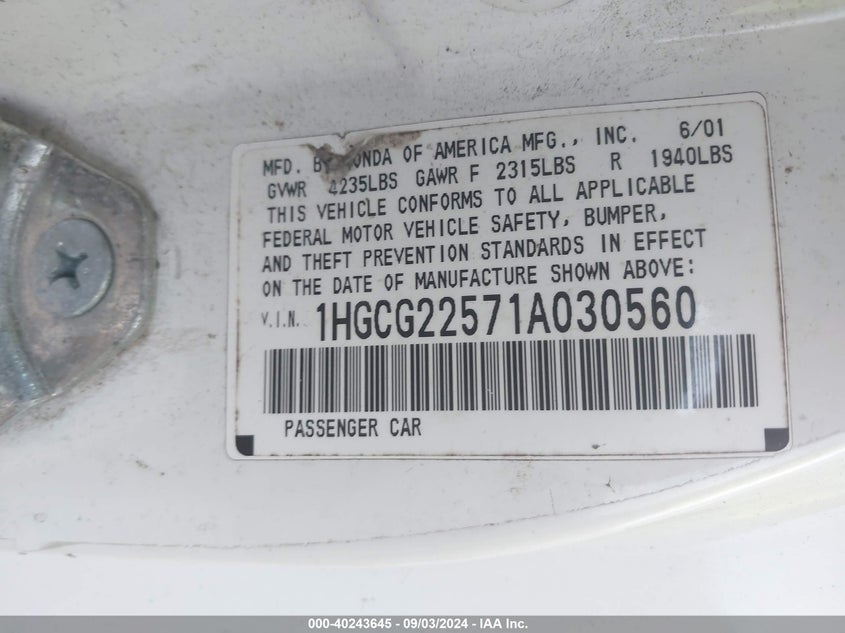 MFD. BY HONDA OF AMERICA MFG., INC. 6/01
GVWR 4235LBS GAWR F 2315LBS R 1940LBS
THIS VEHICLE CONFORMS TO ALL APPLICABLE
FEDERAL MOTOR VEHICLE SAFETY, BUMPER,
AND THEFT PREVENTION STANDARDS IN EFFECT
ON THE DATE OF MANUFACTURE SHOWN ABOVE:
V.I.N. 1HGCG22571A030560
PASSENGER CAR
000-40243645 - 09/03/2024 - IAA Inc.